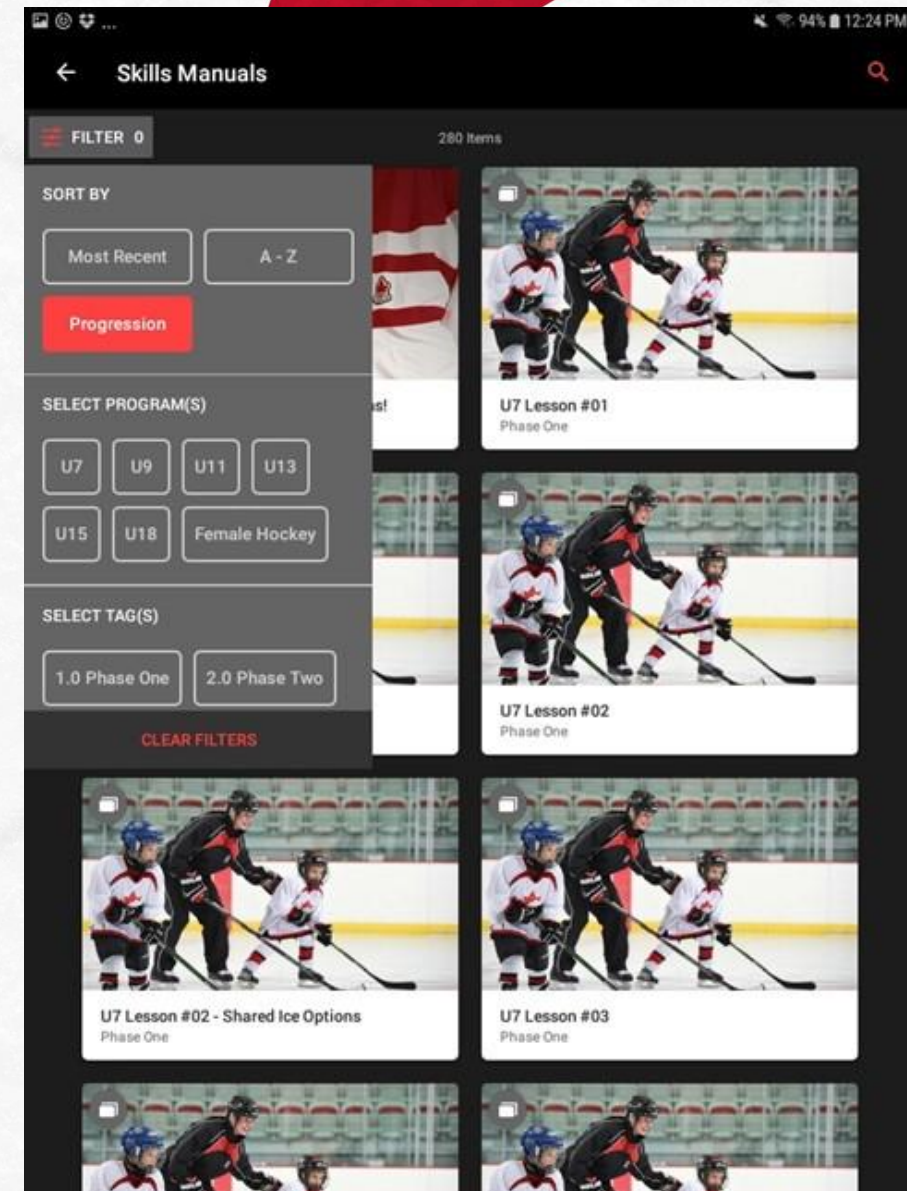 ... 94% 12:24 PM
Skills Manuals
FILTER 0
280 Items
SORT BY
Most Recent
A - Z
Progression
SELECT PROGRAM(S)
U7
U9
U11
U13
U15
U18
Female Hockey
SELECT TAG(S)
1.0 Phase One
2.0 Phase Two
CLEAR FILTERS
s!
U7 Lesson #01
Phase One
U7 Lesson #02
Phase One
U7 Lesson #02 - Shared Ice Options
Phase One
U7 Lesson #03
Phase One